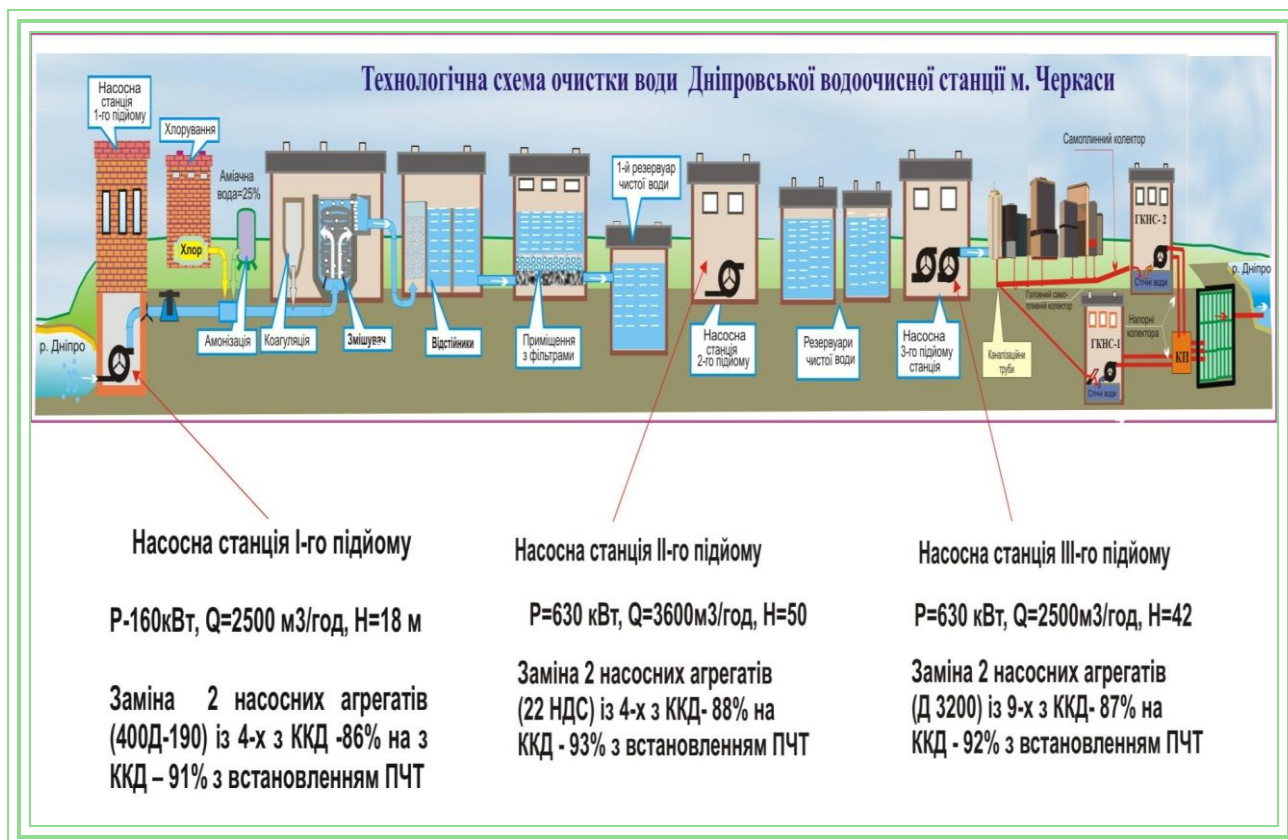 Технологічна схема очистки води Дніпровської водоочисної станції м. Черкаси
Насосна
станція
1-го підйому
Хлорування
Аміачна
вода=25%
Хлор
р. Дніпро
Амонізація
Коагуляція
Змішувач
Відстійники
Приміщення
з фільтрами
1-й резервуар
чистої води
Насосна
станція
2-го підйому
Резервуари
чистої води
Насосна
3-го підйому
станція
Каналізаційні
труби
Самоплинний колектор
Головний само-
пливний колектор
ГКНС- 2
Стічні води
ГКНС-1
Стічні води
Напорні
колектора
КП
р. Дніпро
Насосна станція І-го підйому
Р-160кВт, Q=2500 м3/год, Н=18 м
Заміна 2 насосних агрегатів
(400Д-190) із 4-х з ККД -86% на з
ККД – 91% з встановленням ПЧТ
Насосна станція ІІ-го підйому
Р=630 кВт, Q=3600м3/год, Н=50
Заміна 2 насосних агрегатів
(22 НДС) із 4-х з ККД- 88% на
ККД - 93% з встановленням ПЧТ
Насосна станція ІІІ-го підйому
Р=630 кВт, Q=2500м3/год, Н=42
Заміна 2 насосних агрегатів
(Д 3200) із 9-х з ККД- 87% на
ККД - 92% з встановленням ПЧТ